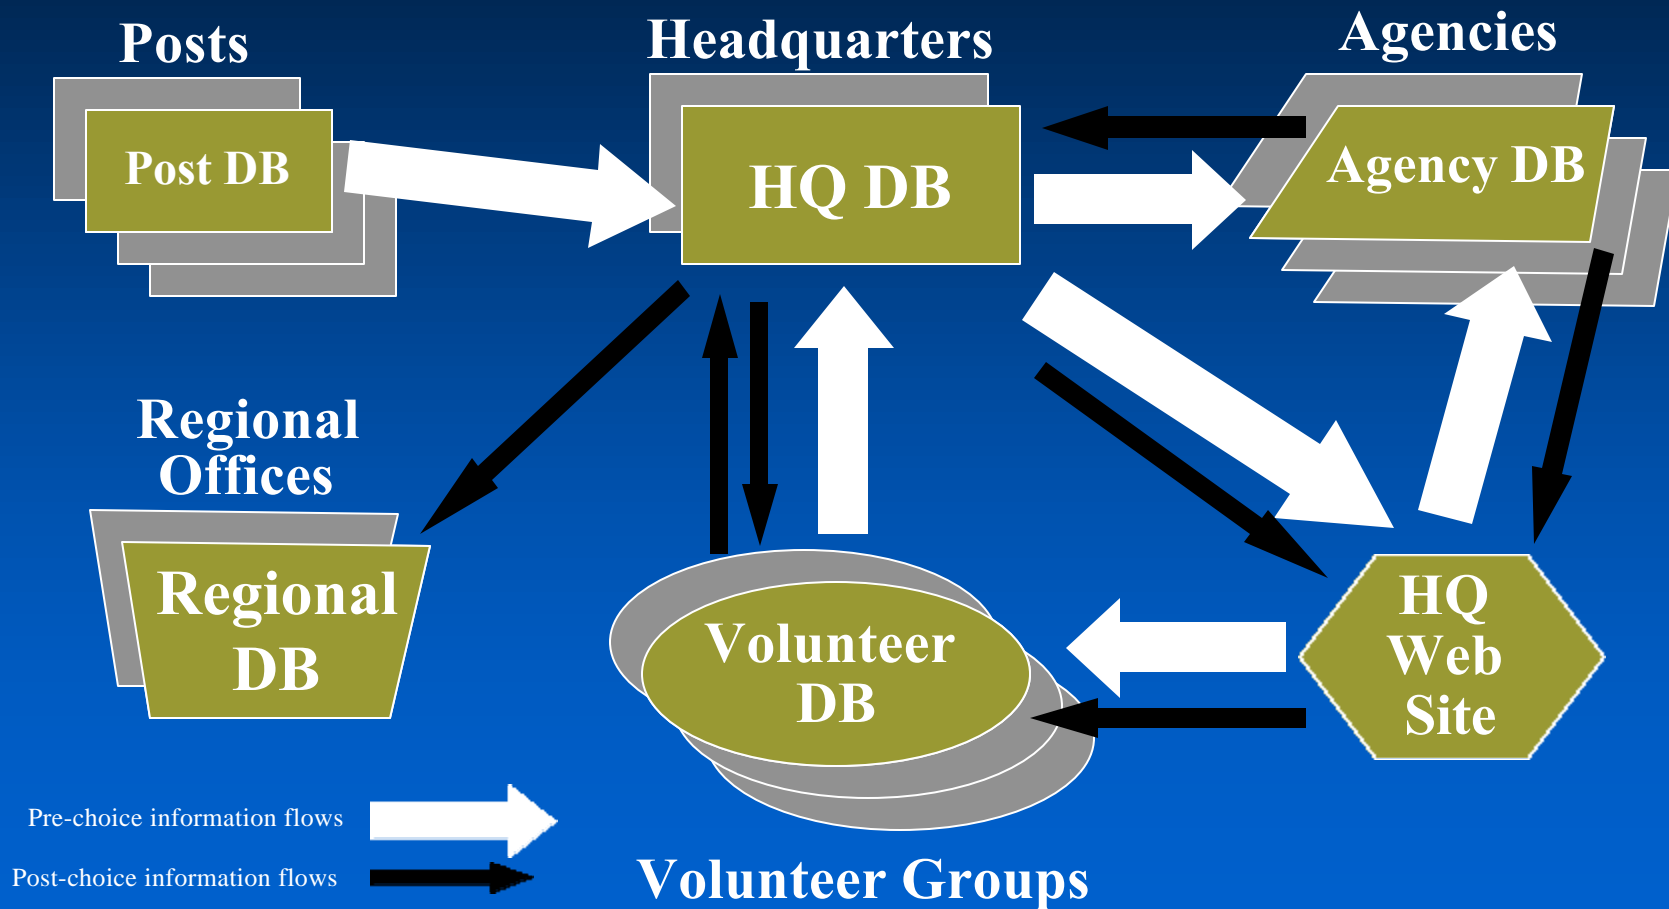 Posts
Headquarters
Agencies
Post DB
HQ DB
Agency DB
Regional
Offices
Regional
DB
Volunteer
DB
HQ
Web
Site
Pre-choice information flows
Post-choice information flows
Volunteer Groups